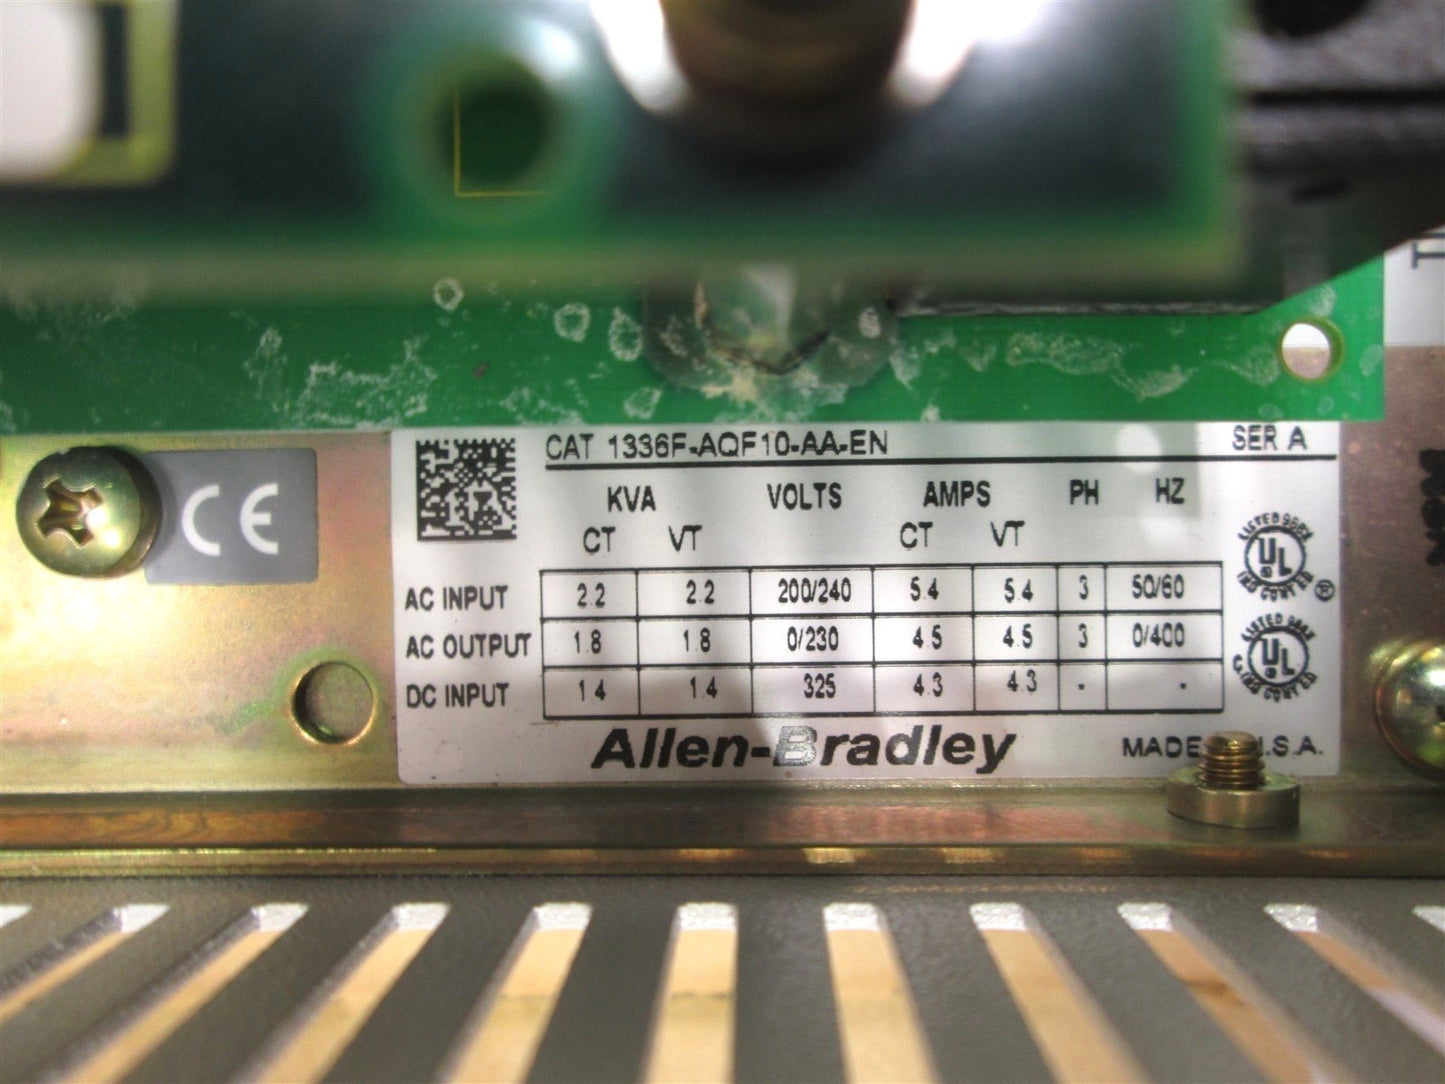 CAT 1336F-AQF10-AA-EN SER A
KVA VOLTS AMPS PH HZ
CT VT CT VT
AC INPUT 2.2 2.2 200/240 5.4 5.4 3 50/60
AC OUTPUT 1.8 1.8 0/230 4.5 4.5 3 0/400
DC INPUT 1.4 1.4 325 4.3 4.3 - -
Allen-Bradley
MADE U.S.A.
CE
UL
®
UL